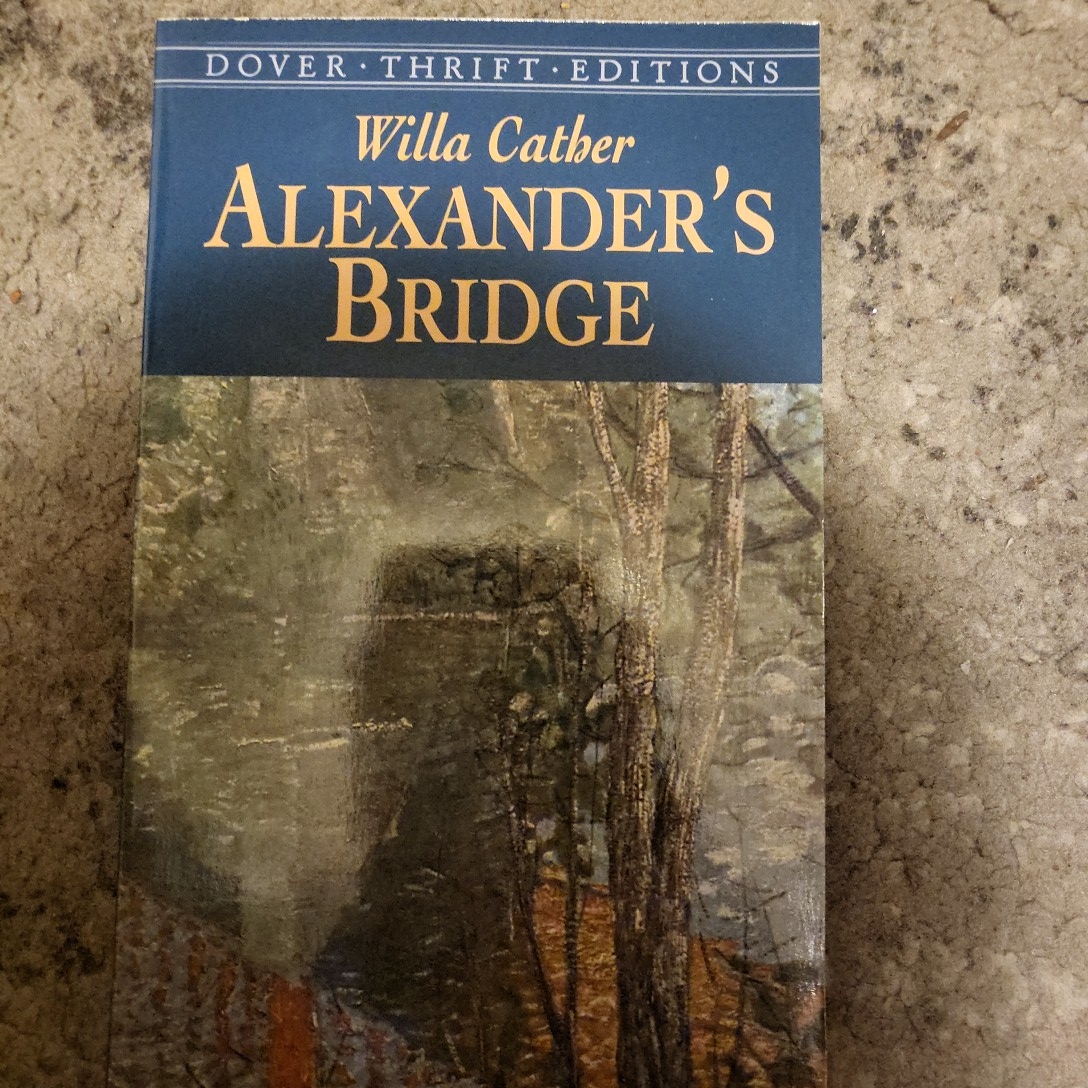 DOVER · THRIFT · EDITIONS
Willa Cather
ALEXANDER'S
BRIDGE